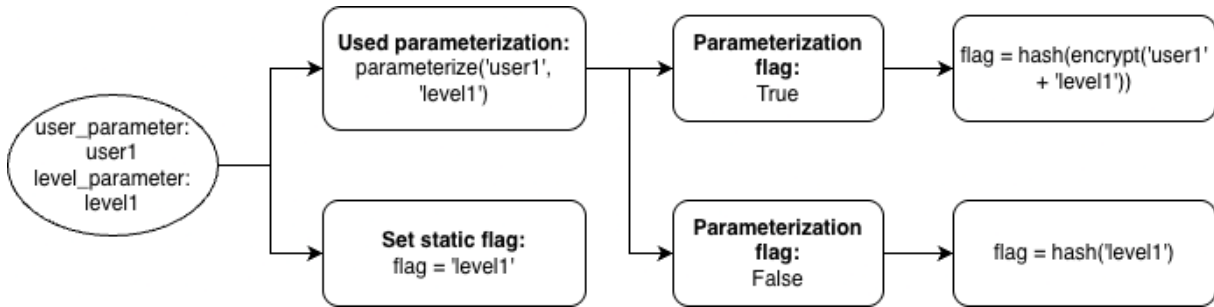 user_parameter:
user1
level_parameter:
level1
Used parameterization:
parameterize('user1',
'level1')
Set static flag:
flag = 'level1'
Parameterization
flag:
True
Parameterization
flag:
False
flag = hash(encrypt('user1'
+ 'level1'))
flag = hash('level1')